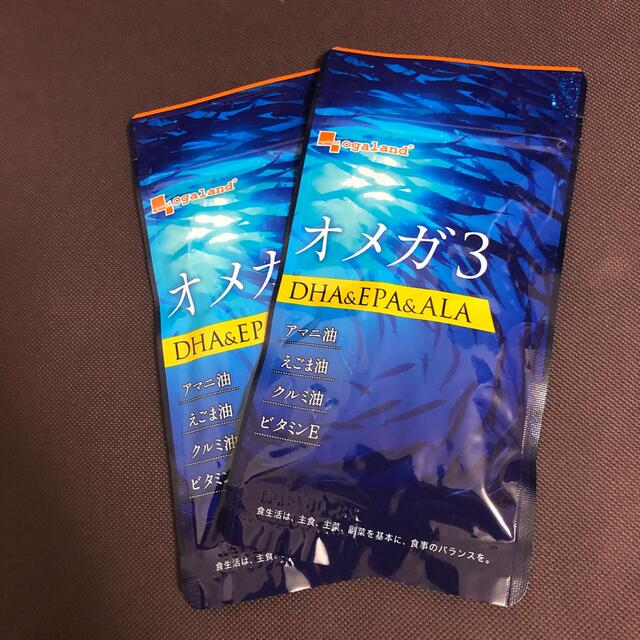 ogaland
オメガ3
DHA&EPA&ALA
アマニ油
えごま油
クルミ油
ビタミンE
食生活は、主食、主菜、副菜を基本に、食事のバランスを。
ogaland
オメガ
DHA&EPA
アマニ油
えごま油
クルミ油
ビタミン
食生活は、主食、